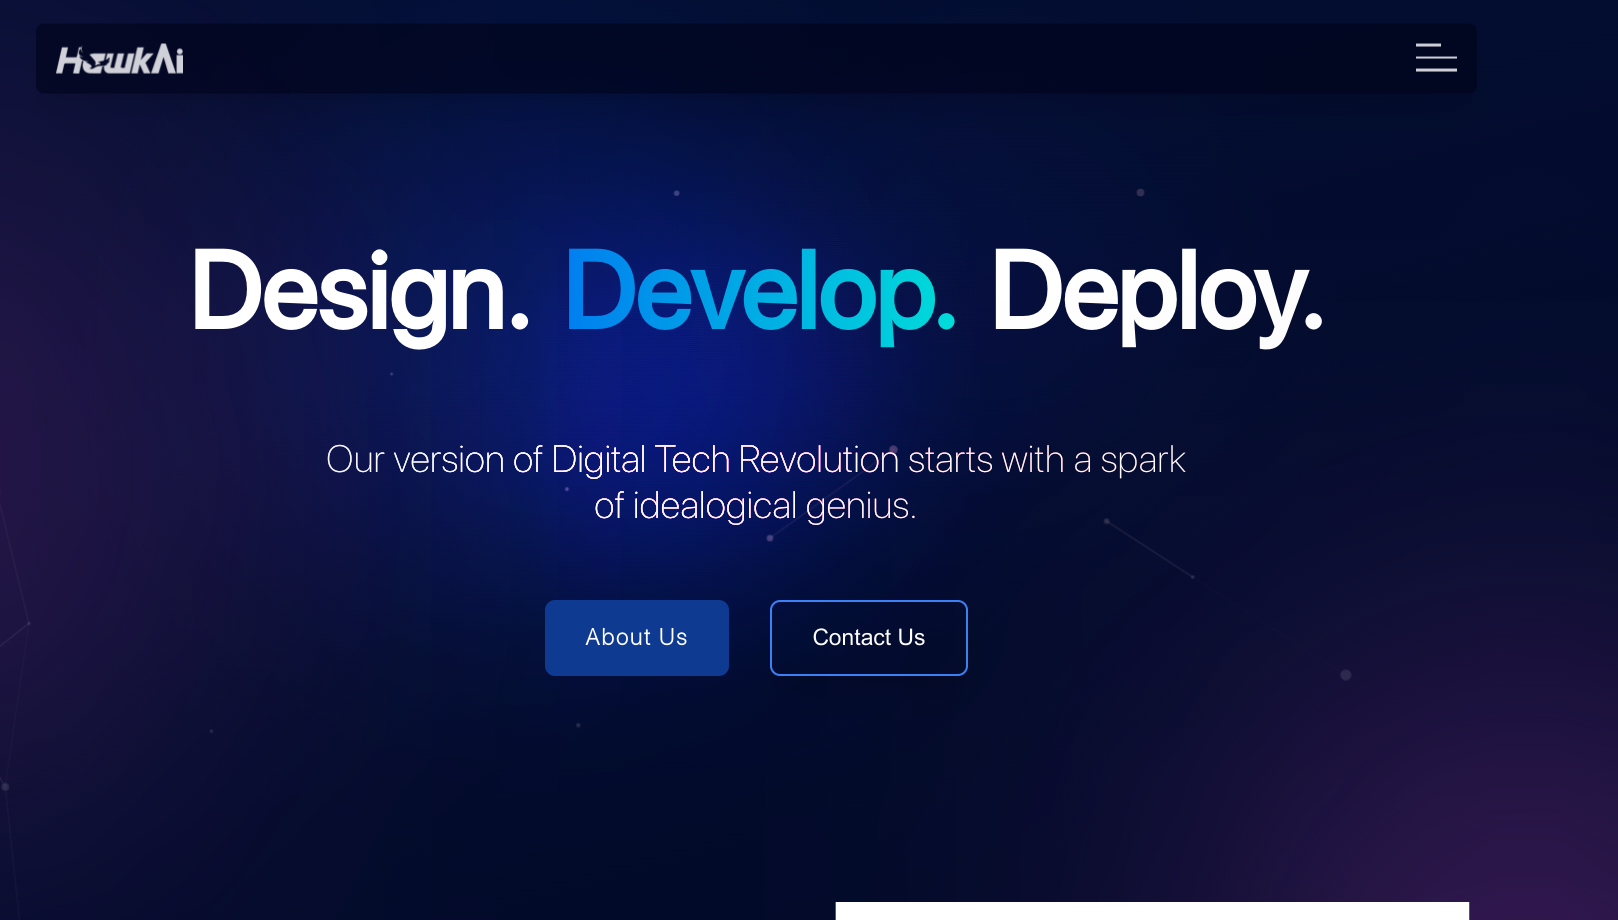 HawkAi
Design. Develop. Deploy.
Our version of Digital Tech Revolution starts with a spark
of idealogical genius.
About Us
Contact Us